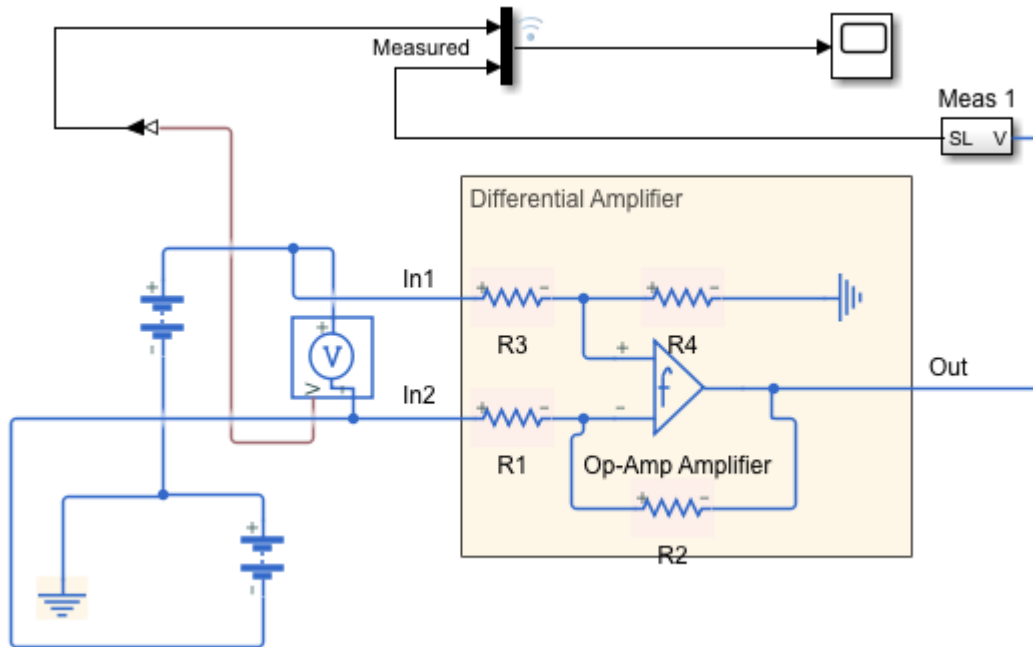 Measured
Meas 1
SL V
Differential Amplifier
In1
+ -
+ -
R3
R4
+
-
V
+
-
V
In2
+ -
-
f
Out
R1
Op-Amp Amplifier
+ -
R2
+
-